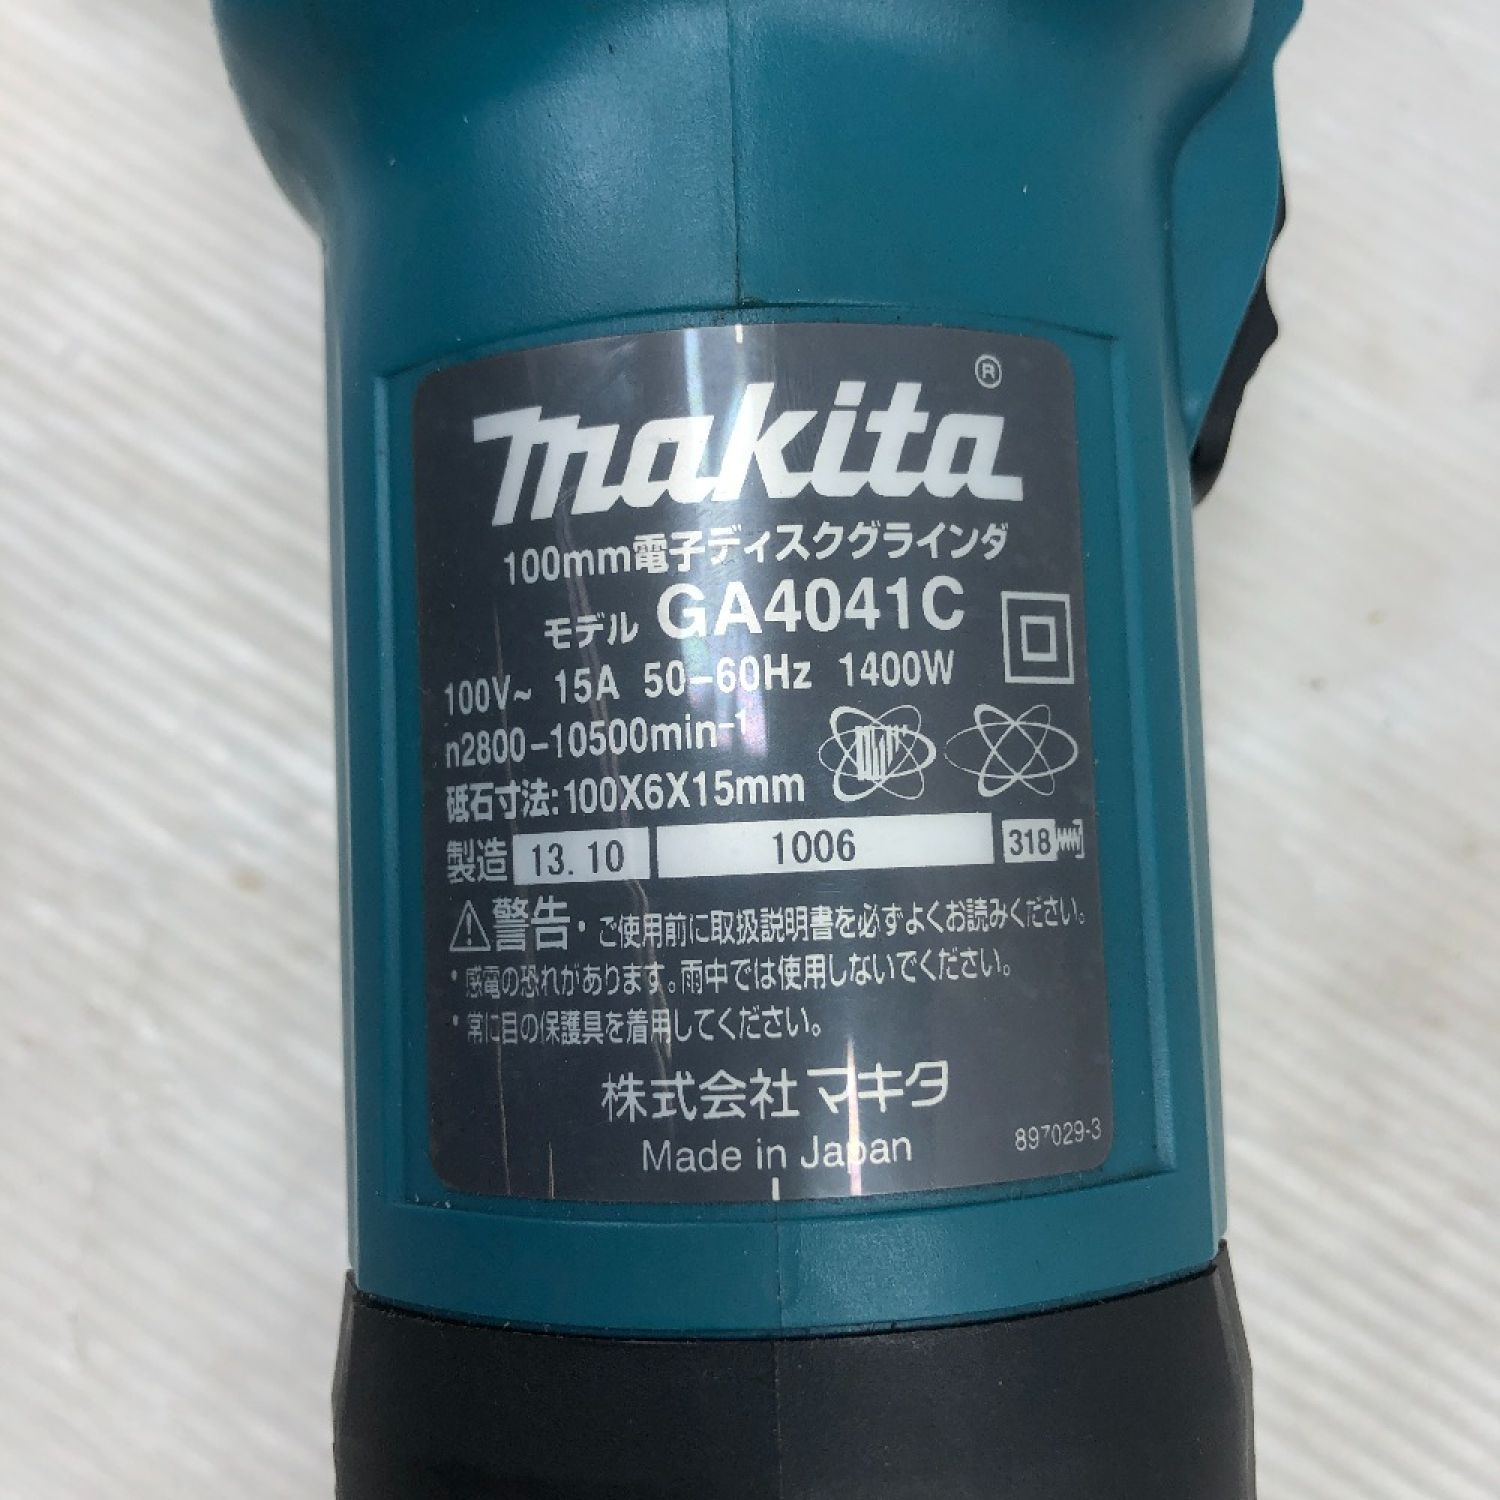 makita®
100mm電子ディスクグラインダ
モデル GA4041C
100V~ 15A 50-60Hz 1400W
n2800-10500min-1
砥石寸法:100X6X15mm
製造 13.10 1006 318
⚠警告・ご使用前に取扱説明書を必ずよくお読みください。
・感電の恐れがあります。雨中では使用しないでください。
・常に目の保護具を着用してください。
株式会社マキタ
Made in Japan 897029-3